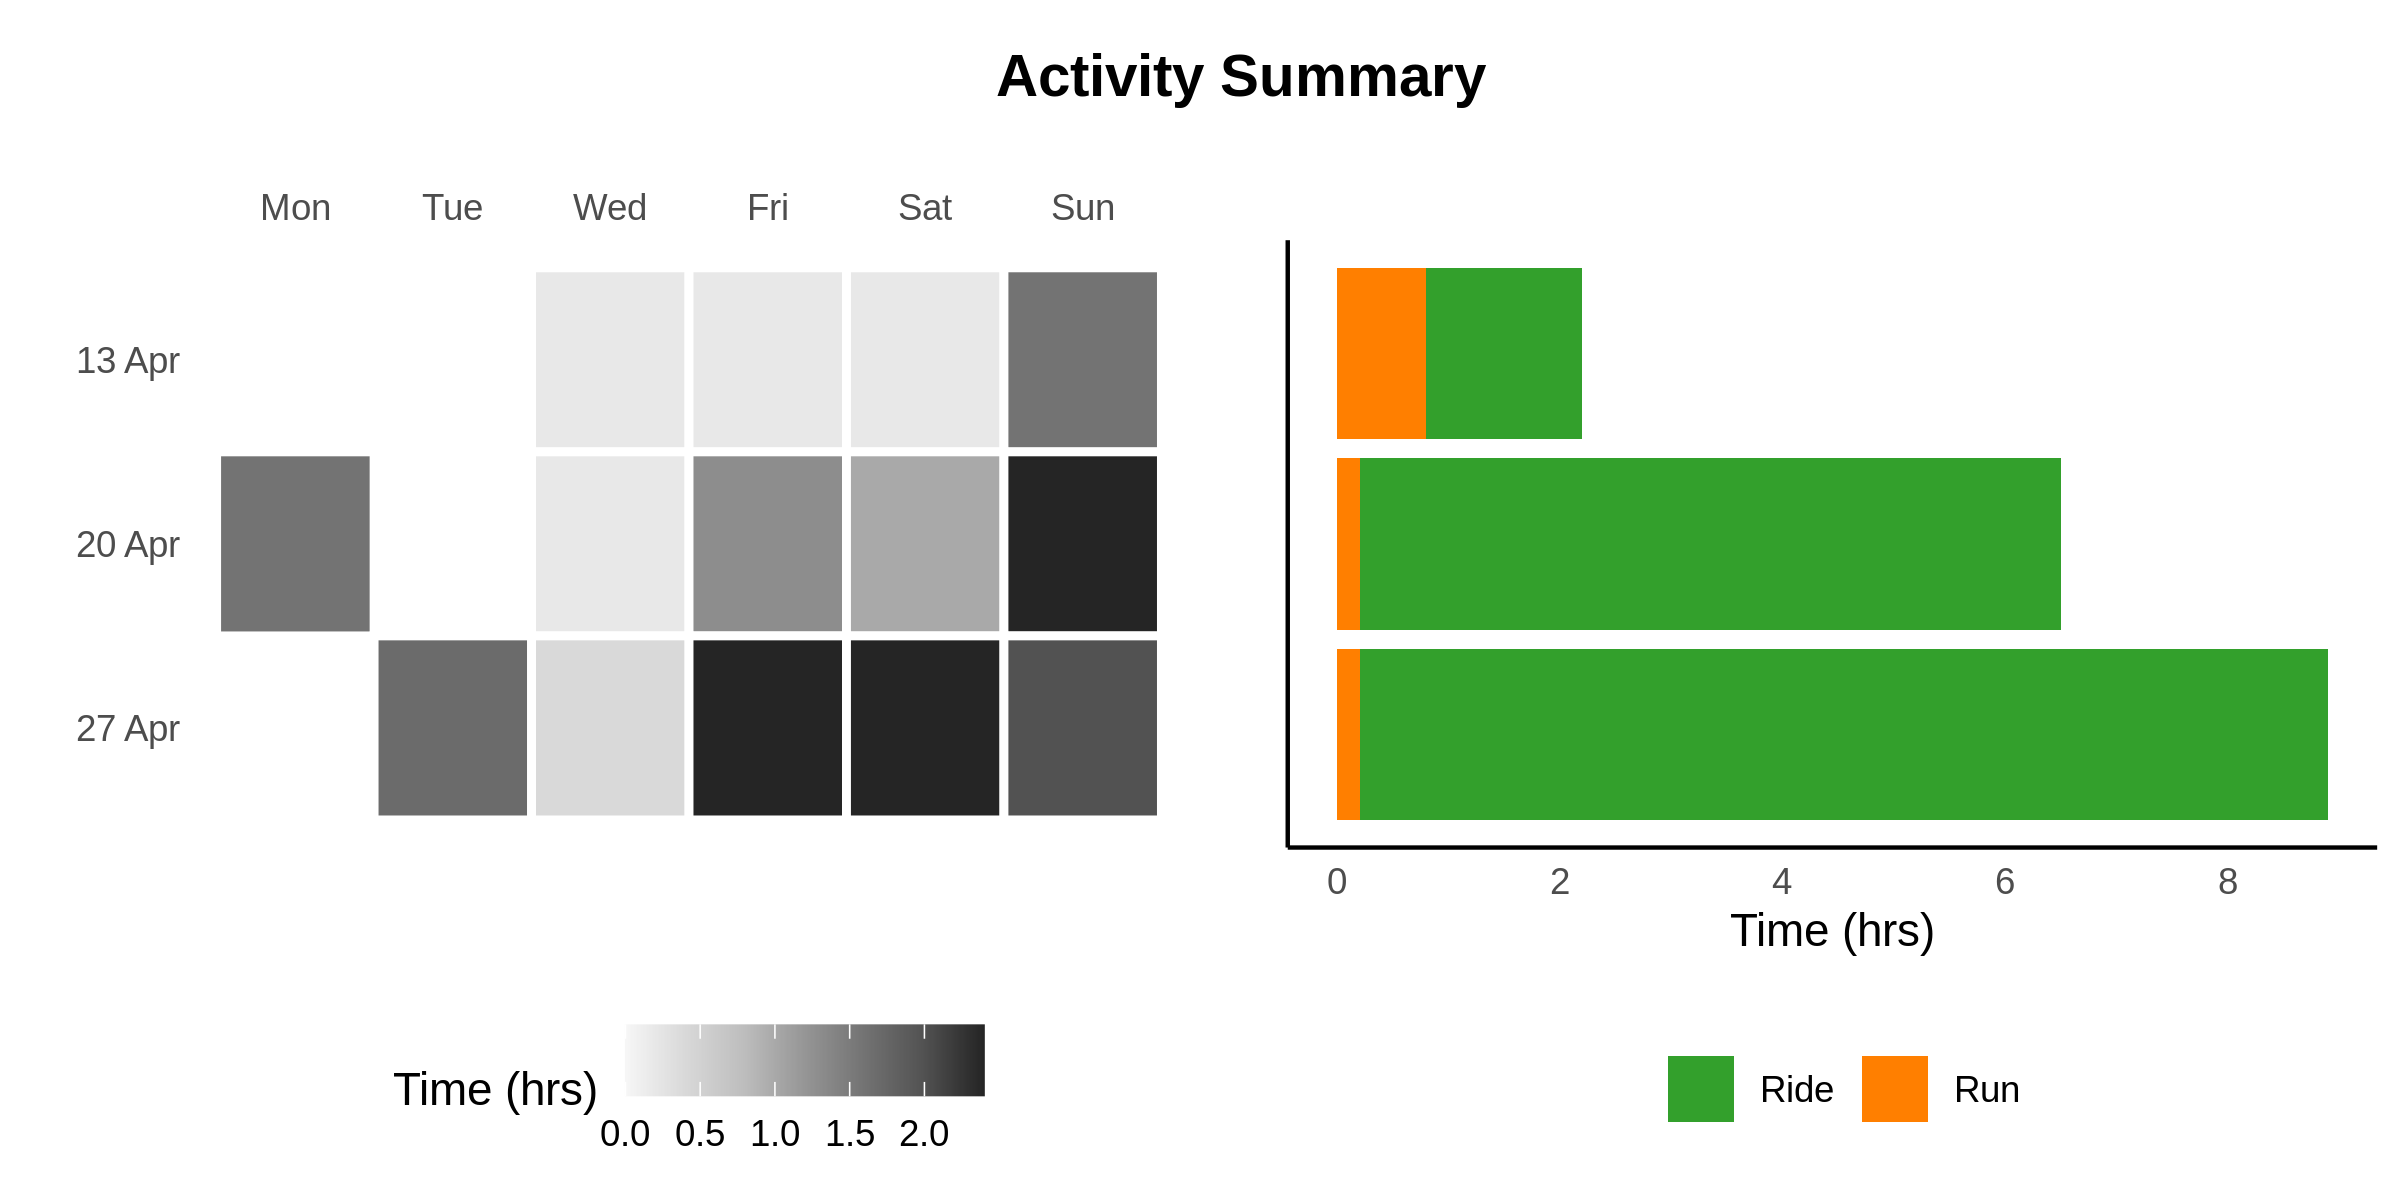 Activity Summary
Mon Tue Wed Fri Sat Sun
13 Apr
20 Apr
27 Apr
0 2 4 6 8
Time (hrs)
Time (hrs)
0.0 0.5 1.0 1.5 2.0
Ride Run